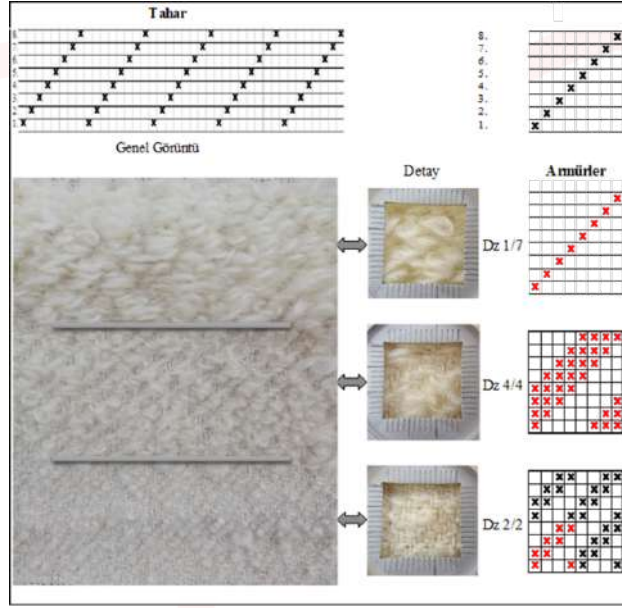 Tahar
8.
7.
6.
5.
4.
3.
2.
1.
8.
7.
6.
5.
4.
3.
2.
1.
Genel Görüntü
Detay
Armürler
Dz 1/7
Dz 4/4
Dz 2/2